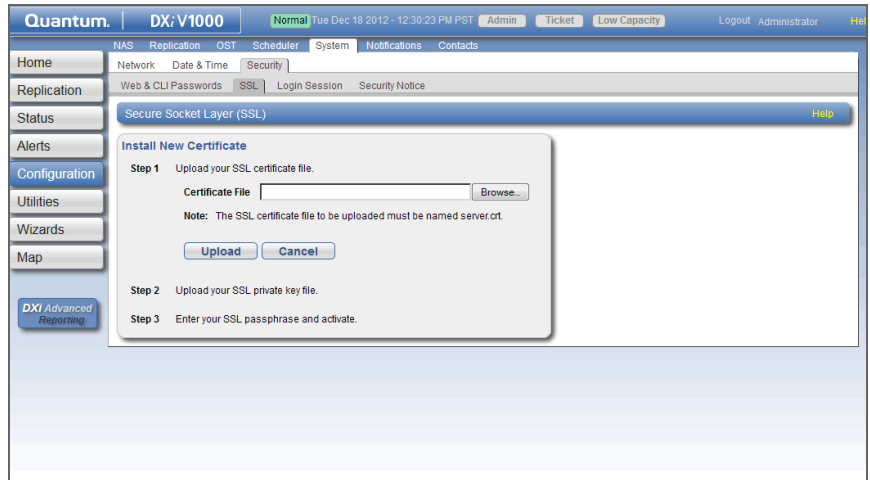 Quantum. DXi V1000 Normal Tue Dec 18 2012 - 12:30:23 PM PST Admin Ticket Low Capacity Logout Administrator Hel
NAS Replication OST Scheduler System Notifications Contacts
Home
Network Date & Time Security
Replication
Web & CLI Passwords SSL Login Session Security Notice
Status
Secure Socket Layer (SSL) Help
Alerts
Install New Certificate
Step 1 Upload your SSL certificate file.
Configuration
Certificate File Browse...
Utilities
Note: The SSL certificate file to be uploaded must be named server.crt.
Wizards
Upload Cancel
Map
Step 2 Upload your SSL private key file.
DXi Advanced
Reporting
Step 3 Enter your SSL passphrase and activate.